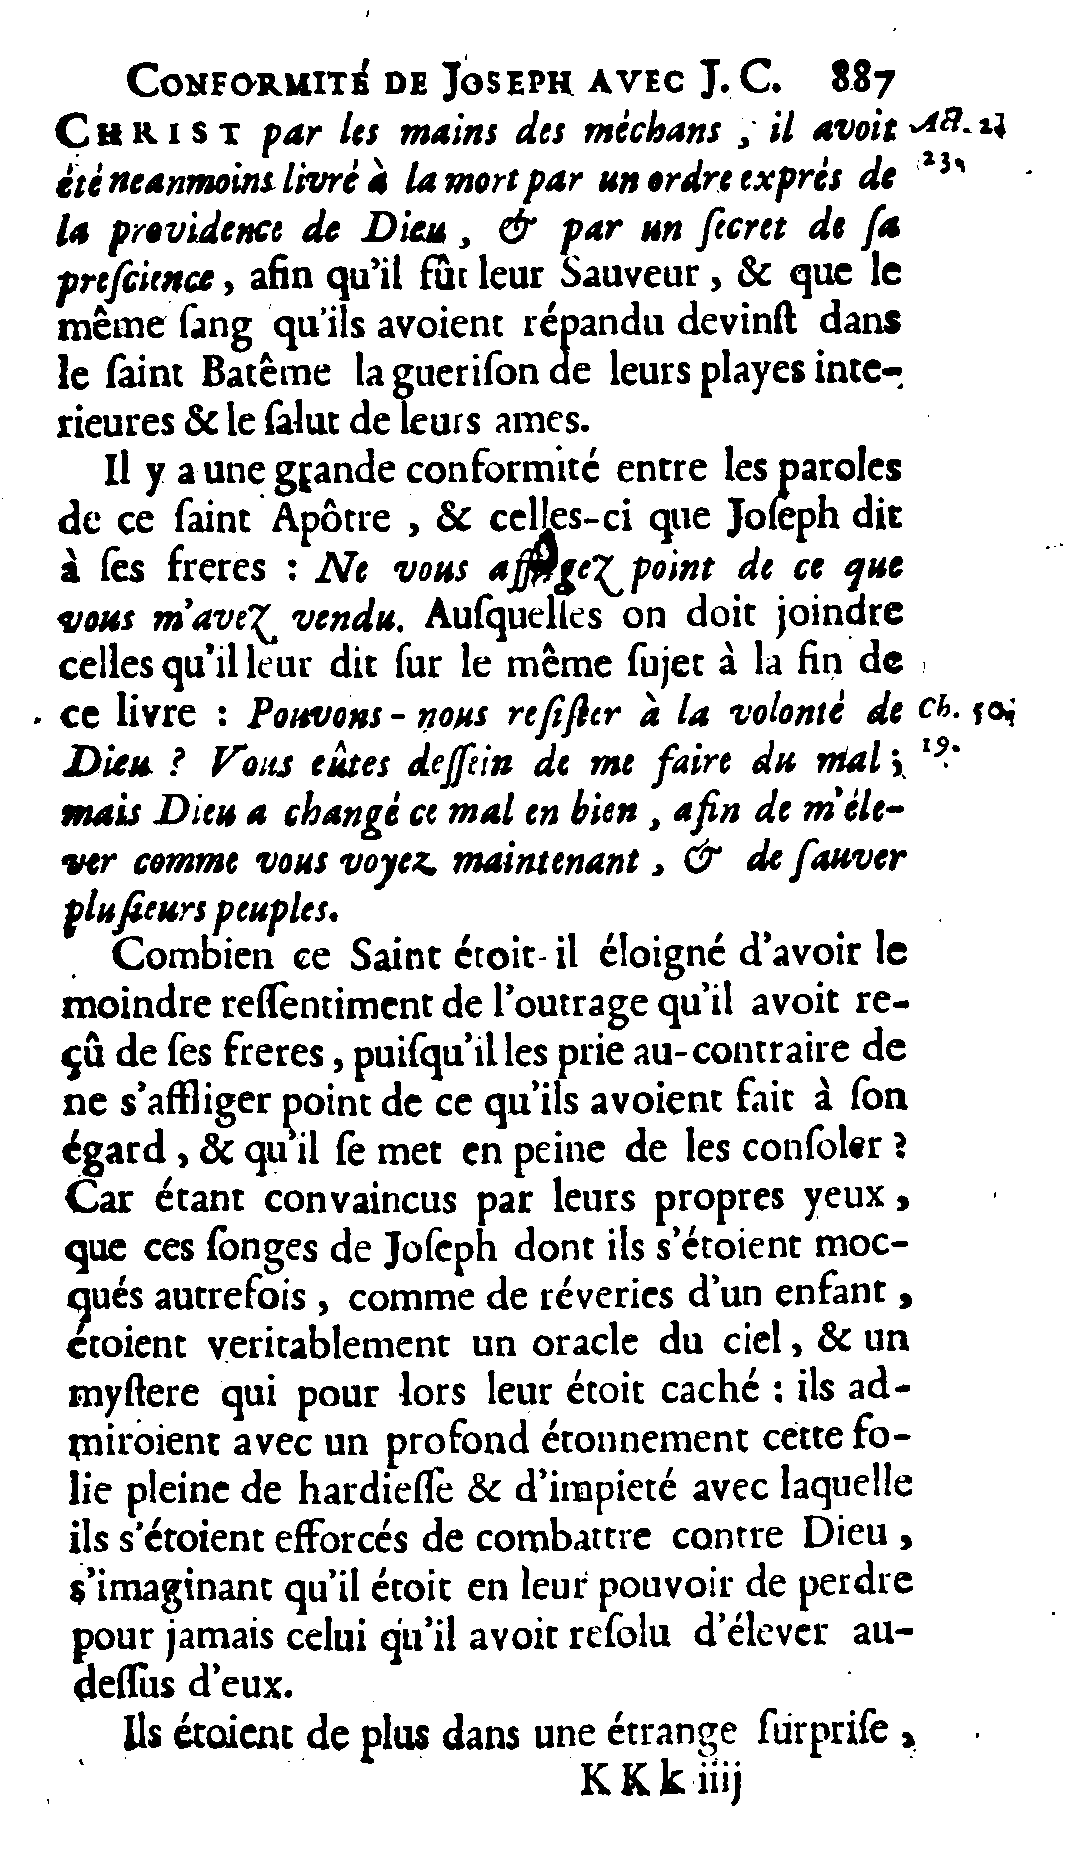 CONFORMITÉ DE JOSEPH AVEC J. C. 887
CHRIST par les mains des méchans, il avoit
été neanmoins livré à la mort par un ordre exprés de
la providence de Dieu, & par un ſecret de ſa
preſcience, afin qu'il fût leur Sauveur, & que le
même ſang qu'ils avoient répandu devinſt dans
le ſaint Batême la gueriſon de leurs playes inte-
rieures & le ſalut de leurs ames.
Il y a une grande conformité entre les paroles
de ce ſaint Apôtre, & celles-ci que Joſeph dit
à ſes freres : Ne vous affligez point de ce que
vous m'avez vendu. Auſquelles on doit joindre
celles qu'il leur dit ſur le même ſujet à la fin de
ce livre : Pouvons-nous reſiſter à la volonté de
Dieu ? Vous eûtes deſſein de me faire du mal ;
mais Dieu a changé ce mal en bien, afin de m'éle-
ver comme vous voyez maintenant, & de ſauver
pluſieurs peuples.
Combien ce Saint étoit-il éloigné d'avoir le
moindre reſſentiment de l'outrage qu'il avoit re-
çû de ſes freres, puiſqu'il les prie au-contraire de
ne s'affliger point de ce qu'ils avoient fait à ſon
égard, & qu'il ſe met en peine de les conſoler ?
Car étant convaincus par leurs propres yeux,
que ces ſonges de Joſeph dont ils s'étoient moc-
qués autrefois, comme de réveries d'un enfant,
étoient veritablement un oracle du ciel, & un
myſtere qui pour lors leur étoit caché : ils ad-
miroient avec un profond étonnement cette fo-
lie pleine de hardieſſe & d'impieté avec laquelle
ils s'étoient efforcés de combattre contre Dieu,
s'imaginant qu'il étoit en leur pouvoir de perdre
pour jamais celui qu'il avoit reſolu d'élever au-
deſſus d'eux.
Ils étoient de plus dans une étrange ſurpriſe,
KKk iiij
Act.
23.
Ch. 50.
19.